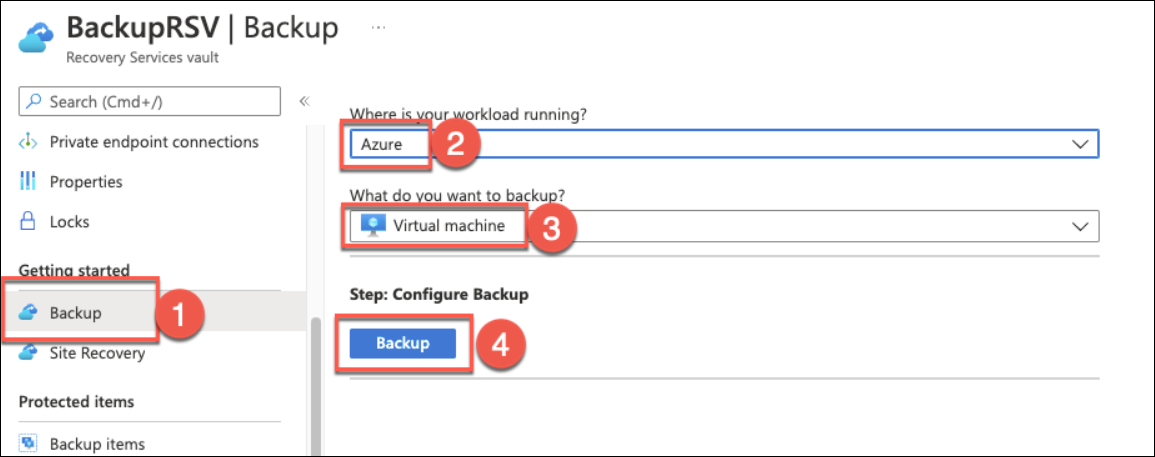 BackupRSV | Backup ...
Recovery Services vault
Search (Cmd+/)
«
Private endpoint connections
Properties
Locks
Getting started
Backup
1
Site Recovery
Protected items
Backup items
Where is your workload running?
Azure
2
What do you want to backup?
Virtual machine
3
Step: Configure Backup
Backup
4